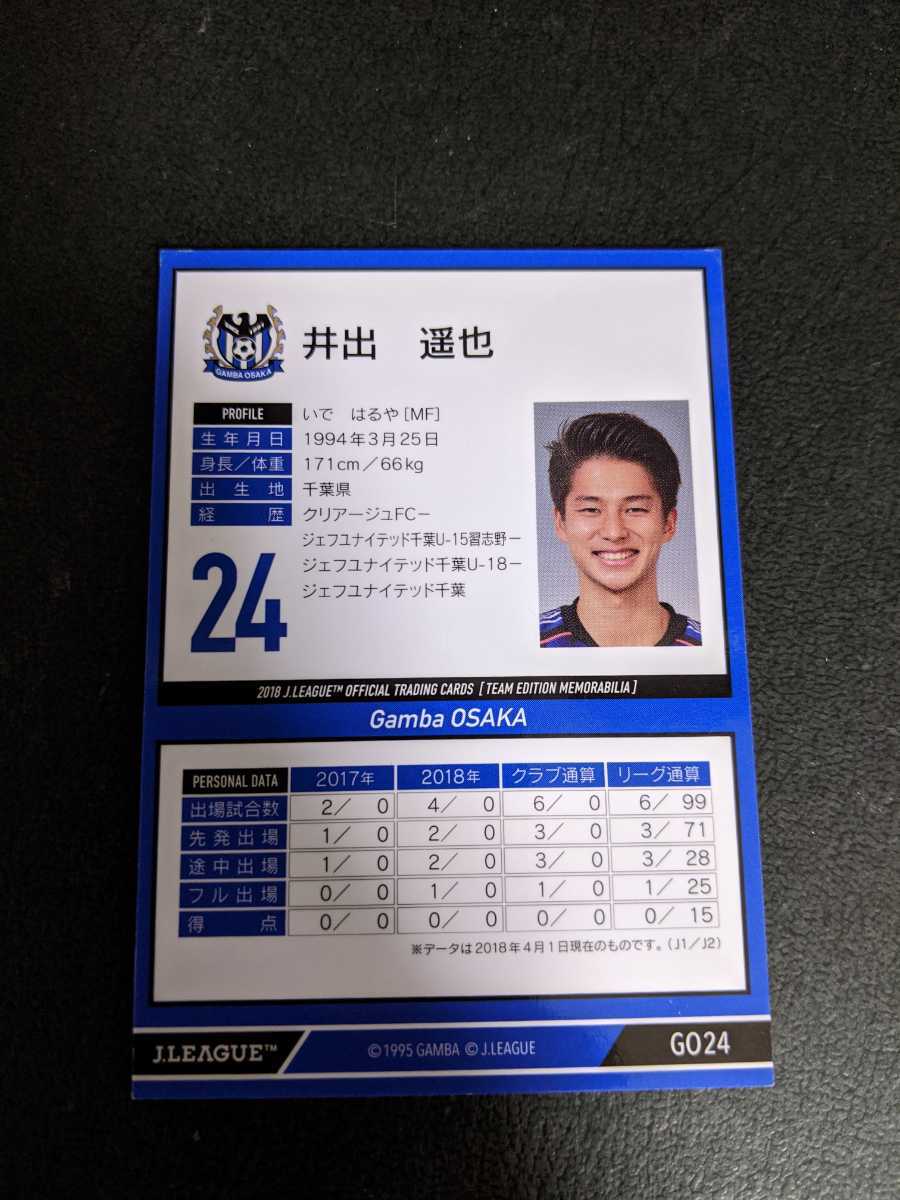 GAMBA OSAKA
井出 遥也
PROFILE いで はるや [MF]
生年月日 1994年3月25日
身長／体重 171cm／66kg
出生地 千葉県
経歴 クリアージュFCー
ジェフユナイテッド千葉U-15習志野ー
ジェフユナイテッド千葉U-18ー
ジェフユナイテッド千葉
24
2018 J.LEAGUE™ OFFICIAL TRADING CARDS [TEAM EDITION MEMORABILIA]
Gamba OSAKA
PERSONAL DATA 2017年 2018年 クラブ通算 リーグ通算
出場試合数 2／ 0 4／ 0 6／ 0 6／ 99
先発出場 1／ 0 2／ 0 3／ 0 3／ 71
途中出場 1／ 0 2／ 0 3／ 0 3／ 28
フル出場 0／ 0 1／ 0 1／ 0 1／ 25
得点 0／ 0 0／ 0 0／ 0 0／ 15
※データは2018年4月1日現在のものです。(J1／J2)
J.LEAGUE™ ©1995 GAMBA © J.LEAGUE GO24